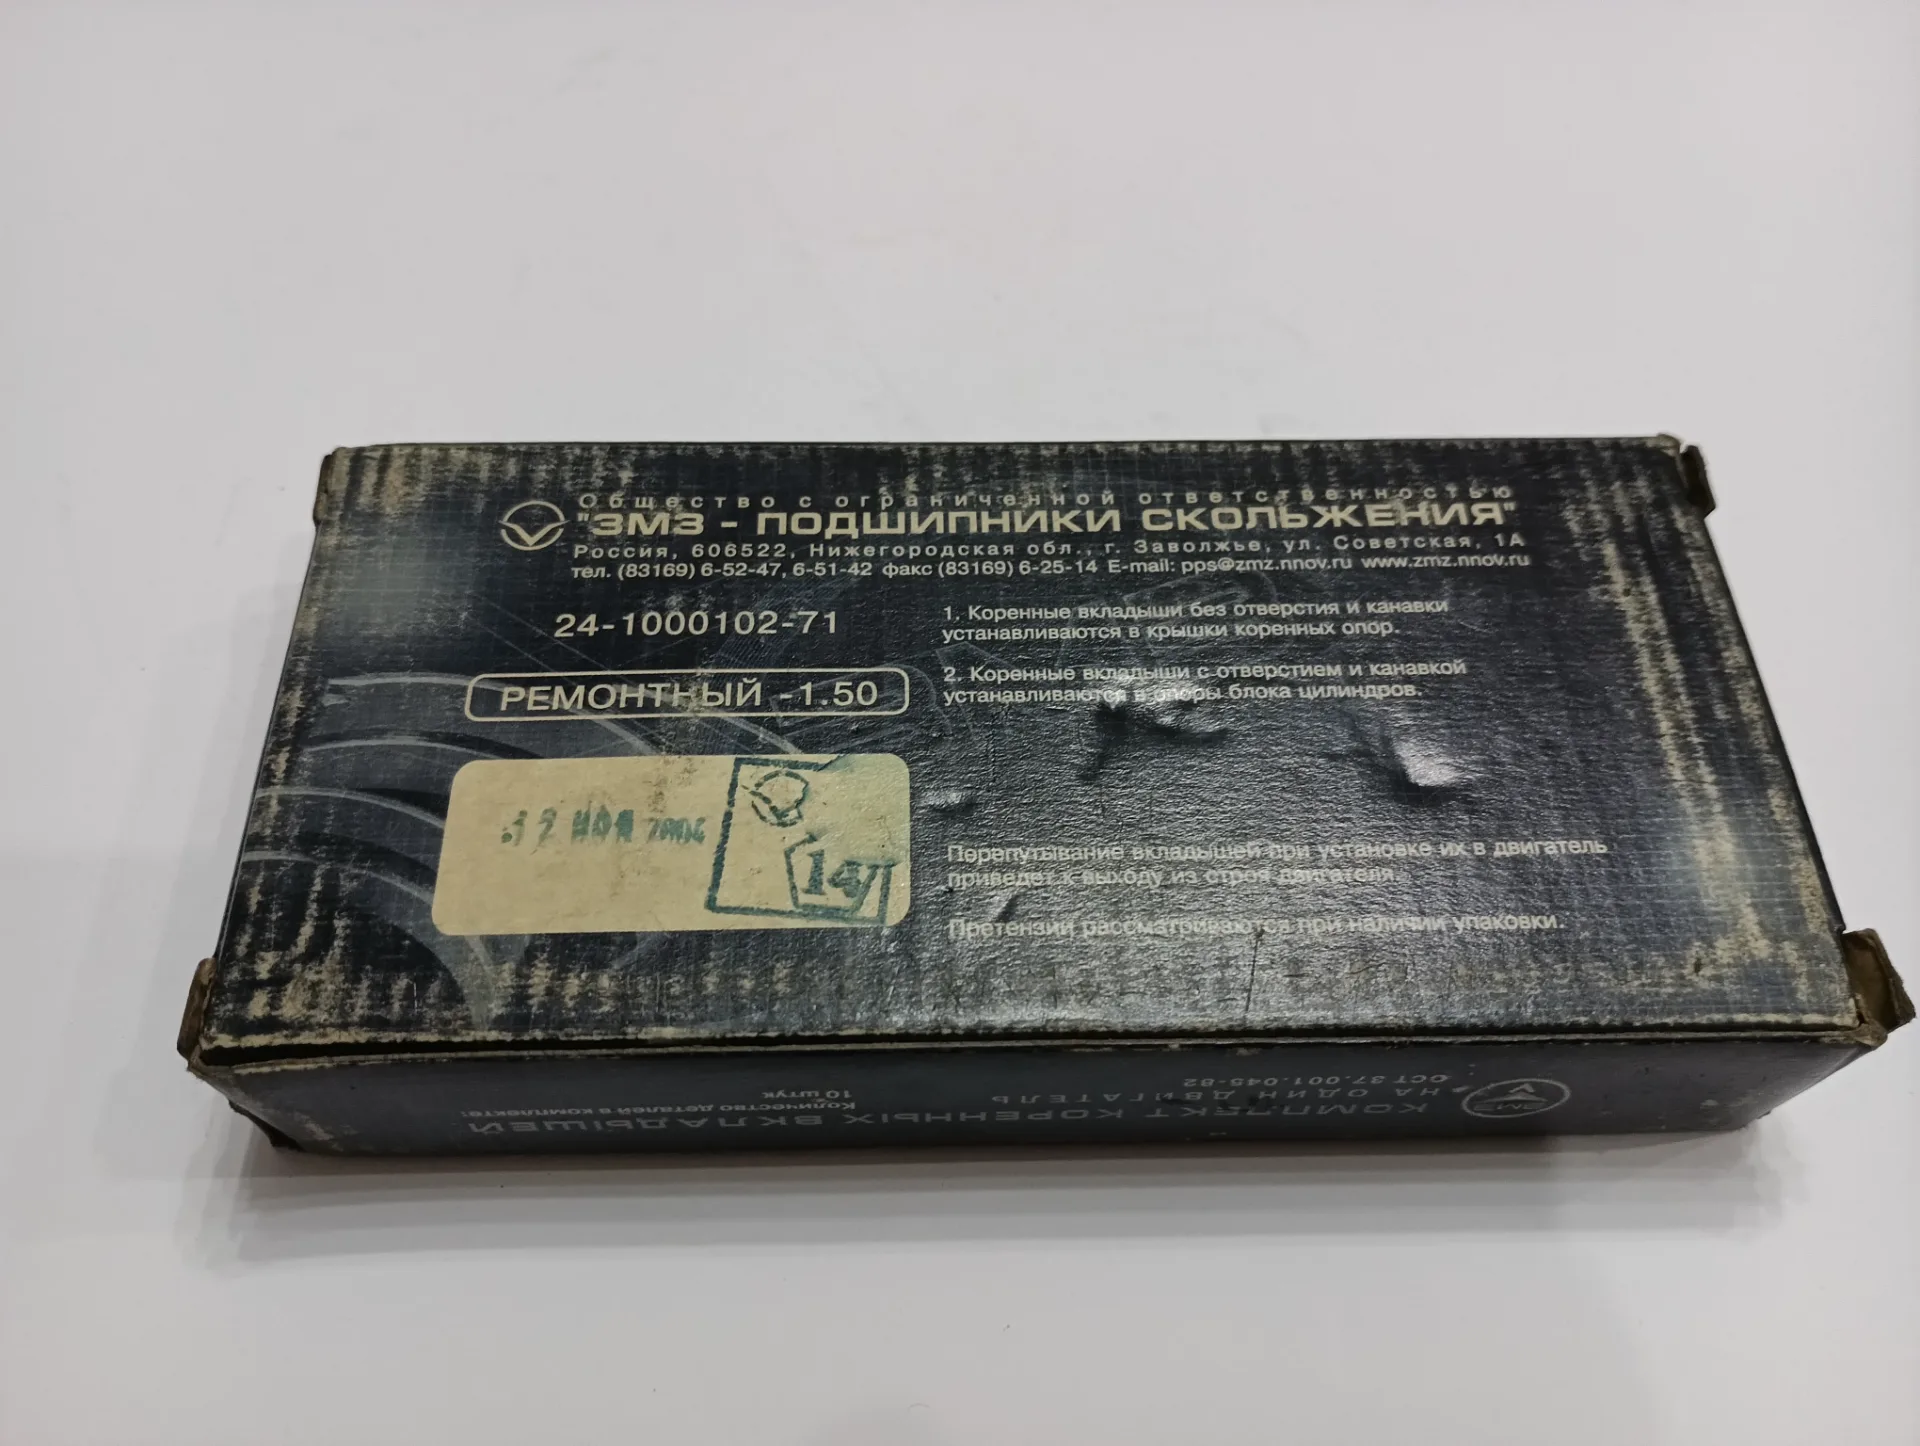 Общество с ограниченной ответственностью
"ЗМЗ - ПОДШИПНИКИ СКОЛЬЖЕНИЯ"
Россия, 606522, Нижегородская обл., г. Заволжье, ул. Советская, 1А
тел. (83169) 6-52-47, 6-51-42 факс (83169) 6-25-14 E-mail: pps@zmz.nnov.ru www.zmz.nnov.ru
24-1000102-71
РЕМОНТНЫЙ -1.50
1. Коренные вкладыши без отверстия и канавки
устанавливаются в крышки коренных опор.
2. Коренные вкладыши с отверстием и канавкой
устанавливаются в опоры блока цилиндров.
НОЯ
14
Перепутывание вкладышей при установке их в двигатель
приведет к выходу из строя двигателя.
Претензии рассматриваются при наличии упаковки.
ЗМЗ
КОМПЛЕКТ КОРЕННЫХ ВКЛАДЫШЕЙ
НА ОДИН ДВИГАТЕЛЬ
ОСТ 37.001.045-82
Количество деталей в комплекте:
10 штук